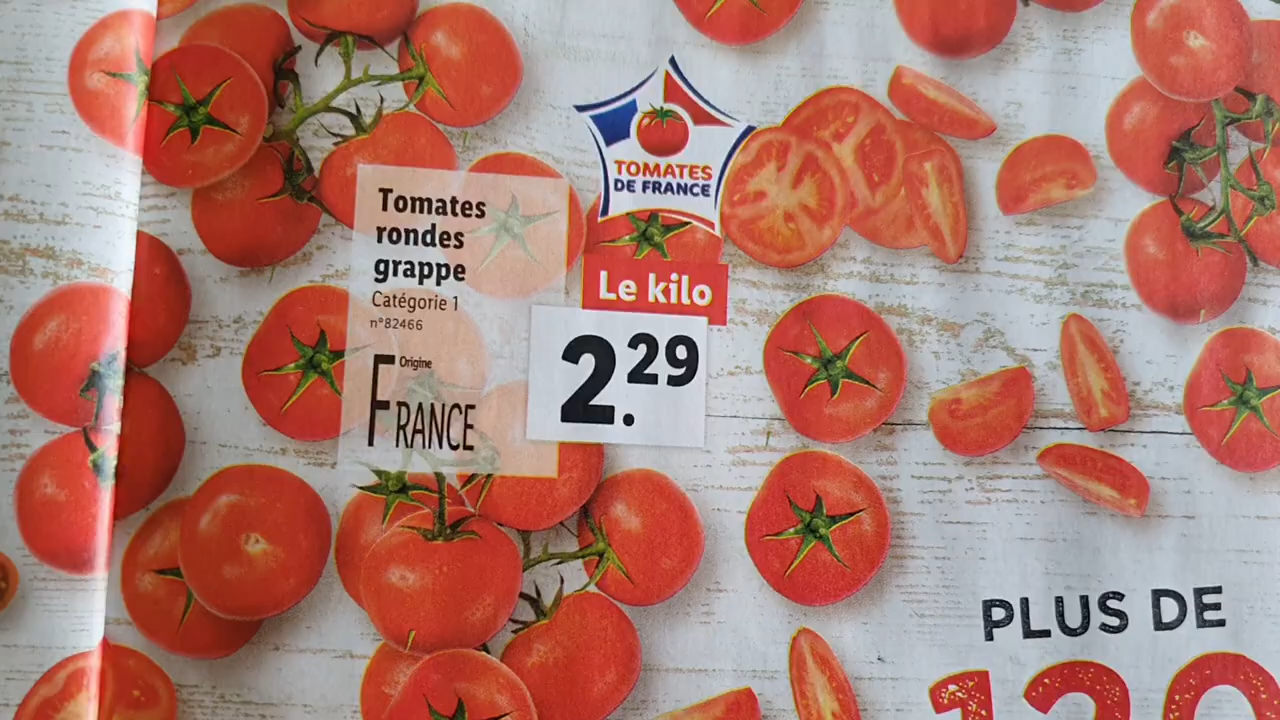 TOMATES
DE FRANCE
Tomates
rondes
grappe
Catégorie 1
n°82466
Origine
FRANCE
Le kilo
2.29
PLUS DE